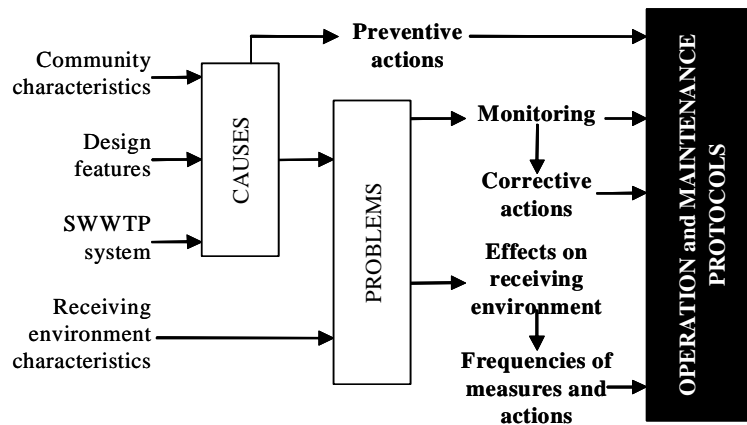 Community
characteristics
Design
features
SWWTP
system
Receiving
environment
characteristics
CAUSES
PROBLEMS
Preventive
actions
Monitoring
Corrective
actions
Effects on
receiving
environment
Frequencies of
measures and
actions
OPERATION and MAINTENANCE
PROTOCOLS